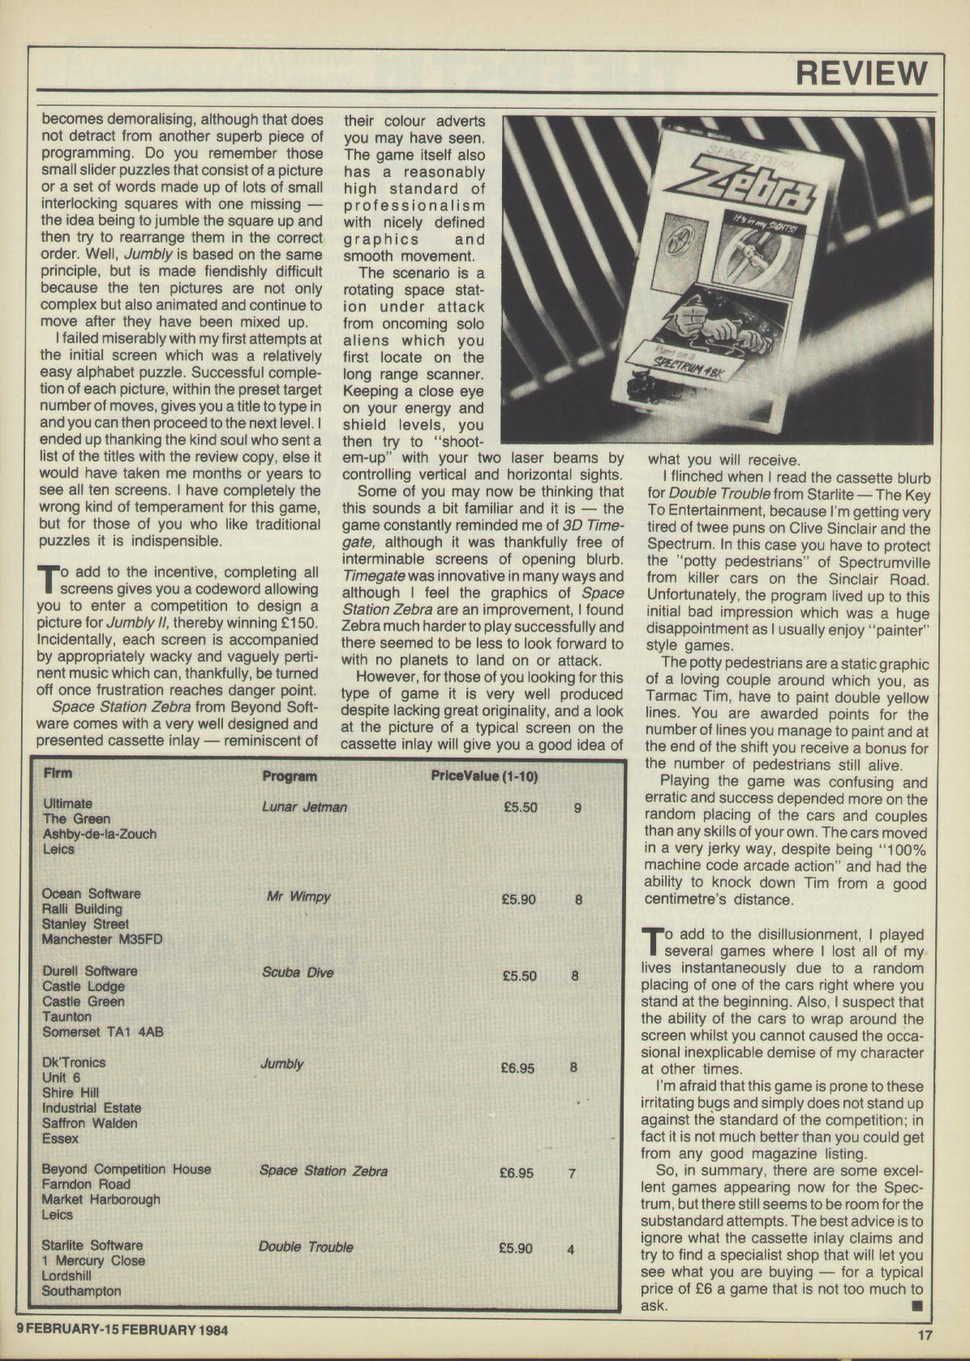 REVIEW
becomes demoralising, although that does
not detract from another superb piece of
programming. Do you remember those
small slider puzzles that consist of a picture
or a set of words made up of lots of small
interlocking squares with one missing —
the idea being to jumble the square up and
then try to rearrange them in the correct
order. Well, Jumbly is based on the same
principle, but is made fiendishly difficult
because the ten pictures are not only
complex but also animated and continue to
move after they have been mixed up.
I failed miserably with my first attempts at
the initial screen which was a relatively
easy alphabet puzzle. Successful comple-
tion of each picture, within the preset target
number of moves, gives you a title to type in
and you can then proceed to the next level. I
ended up thanking the kind soul who sent a
list of the titles with the review copy, else it
would have taken me months or years to
see all ten screens. I have completely the
wrong kind of temperament for this game,
but for those of you who like traditional
puzzles it is indispensible.
To add to the incentive, completing all
screens gives you a codeword allowing
you to enter a competition to design a
picture for Jumbly II, thereby winning £150.
Incidentally, each screen is accompanied
by appropriately wacky and vaguely perti-
nent music which can, thankfully, be turned
off once frustration reaches danger point.
Space Station Zebra from Beyond Soft-
ware comes with a very well designed and
presented cassette inlay — reminiscent of
their colour adverts
you may have seen.
The game itself also
has a reasonably
high standard of
professionalism
with nicely defined
graphics and
smooth movement.
The scenario is a
rotating space stat-
ion under attack
from oncoming solo
aliens which you
first locate on the
long range scanner.
Keeping a close eye
on your energy and
shield levels, you
then try to "shoot-
em-up" with your two laser beams by
controlling vertical and horizontal sights.
Some of you may now be thinking that
this sounds a bit familiar and it is — the
game constantly reminded me of 3D Time-
gate, although it was thankfully free of
interminable screens of opening blurb.
Timegate was innovative in many ways and
although I feel the graphics of Space
Station Zebra are an improvement, I found
Zebra much harder to play successfully and
there seemed to be less to look forward to
with no planets to land on or attack.
However, for those of you looking for this
type of game it is very well produced
despite lacking great originality, and a look
at the picture of a typical screen on the
cassette inlay will give you a good idea of
SPACE STATION
Zebra
It's in my SIGHTS!
SPECTRUM 48K
what you will receive.
I flinched when I read the cassette blurb
for Double Trouble from Starlite — The Key
To Entertainment, because I'm getting very
tired of twee puns on Clive Sinclair and the
Spectrum. In this case you have to protect
the "potty pedestrians" of Spectrumville
from killer cars on the Sinclair Road.
Unfortunately, the program lived up to this
initial bad impression which was a huge
disappointment as I usually enjoy "painter"
style games.
The potty pedestrians are a static graphic
of a loving couple around which you, as
Tarmac Tim, have to paint double yellow
lines. You are awarded points for the
number of lines you manage to paint and at
the end of the shift you receive a bonus for
the number of pedestrians still alive.
Playing the game was confusing and
erratic and success depended more on the
random placing of the cars and couples
than any skills of your own. The cars moved
in a very jerky way, despite being "100%
machine code arcade action" and had the
ability to knock down Tim from a good
centimetre's distance.
To add to the disillusionment, I played
several games where I lost all of my
lives instantaneously due to a random
placing of one of the cars right where you
stand at the beginning. Also, I suspect that
the ability of the cars to wrap around the
screen whilst you cannot caused the occa-
sional inexplicable demise of my character
at other times.
I'm afraid that this game is prone to these
irritating bugs and simply does not stand up
against the standard of the competition; in
fact it is not much better than you could get
from any good magazine listing.
So, in summary, there are some excel-
lent games appearing now for the Spec-
trum, but there still seems to be room for the
substandard attempts. The best advice is to
ignore what the cassette inlay claims and
try to find a specialist shop that will let you
see what you are buying — for a typical
price of £6 a game that is not too much to
ask. ■
Firm Program PriceValue (1-10)
Ultimate Lunar Jetman £5.50 9
The Green
Ashby-de-la-Zouch
Leics
Ocean Software Mr Wimpy £5.90 8
Ralli Building
Stanley Street
Manchester M35FD
Durell Software Scuba Dive £5.50 8
Castle Lodge
Castle Green
Taunton
Somerset TA1 4AB
Dk'Tronics Jumbly £6.95 8
Unit 6
Shire Hill
Industrial Estate
Saffron Walden
Essex
Beyond Competition House Space Station Zebra £6.95 7
Farndon Road
Market Harborough
Leics
Starlite Software Double Trouble £5.90 4
1 Mercury Close
Lordshill
Southampton
9 FEBRUARY-15 FEBRUARY 1984
17